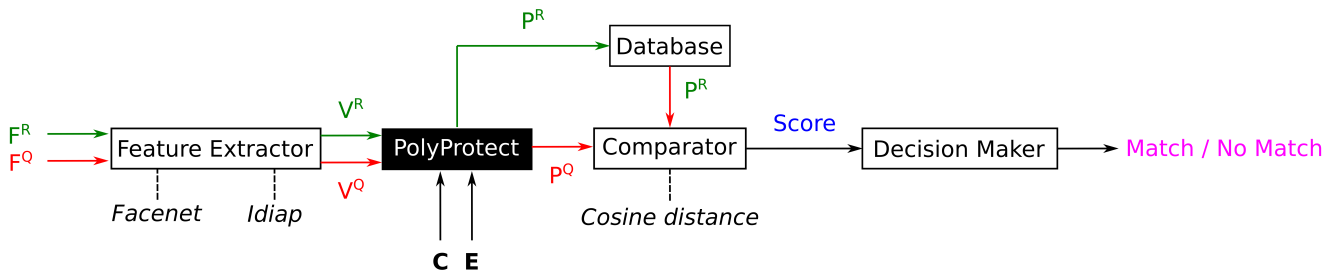 P^R
Database
P^R
V^R
Score
F^R
F^Q
Feature Extractor
PolyProtect
Comparator
Decision Maker
Match / No Match
P^Q
V^Q
Facenet
Idiap
Cosine distance
C
E